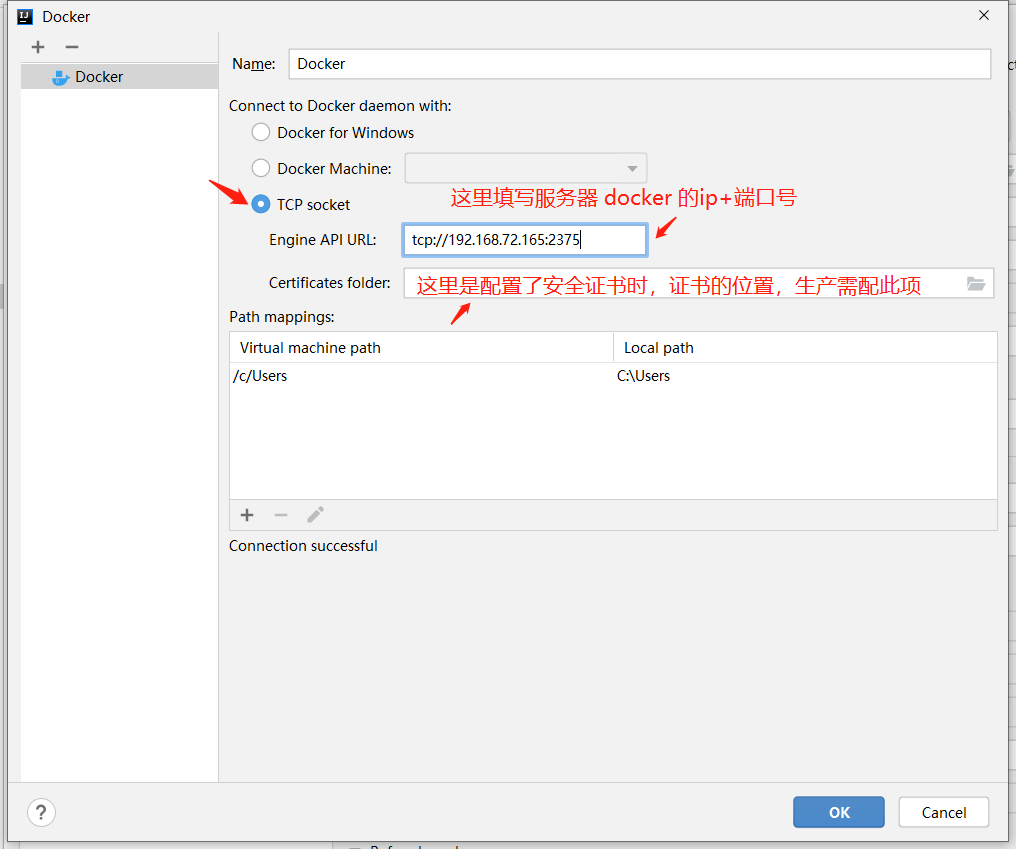 Docker
Docker
Name: Docker
Connect to Docker daemon with:
Docker for Windows
Docker Machine:
TCP socket
这里填写服务器 docker 的ip+端口号
Engine API URL: tcp://192.168.72.165:2375
Certificates folder: 这里是配置了安全证书时，证书的位置，生产需配此项
Path mappings:
Virtual machine path Local path
/c/Users C:\Users
Connection successful
? OK Cancel